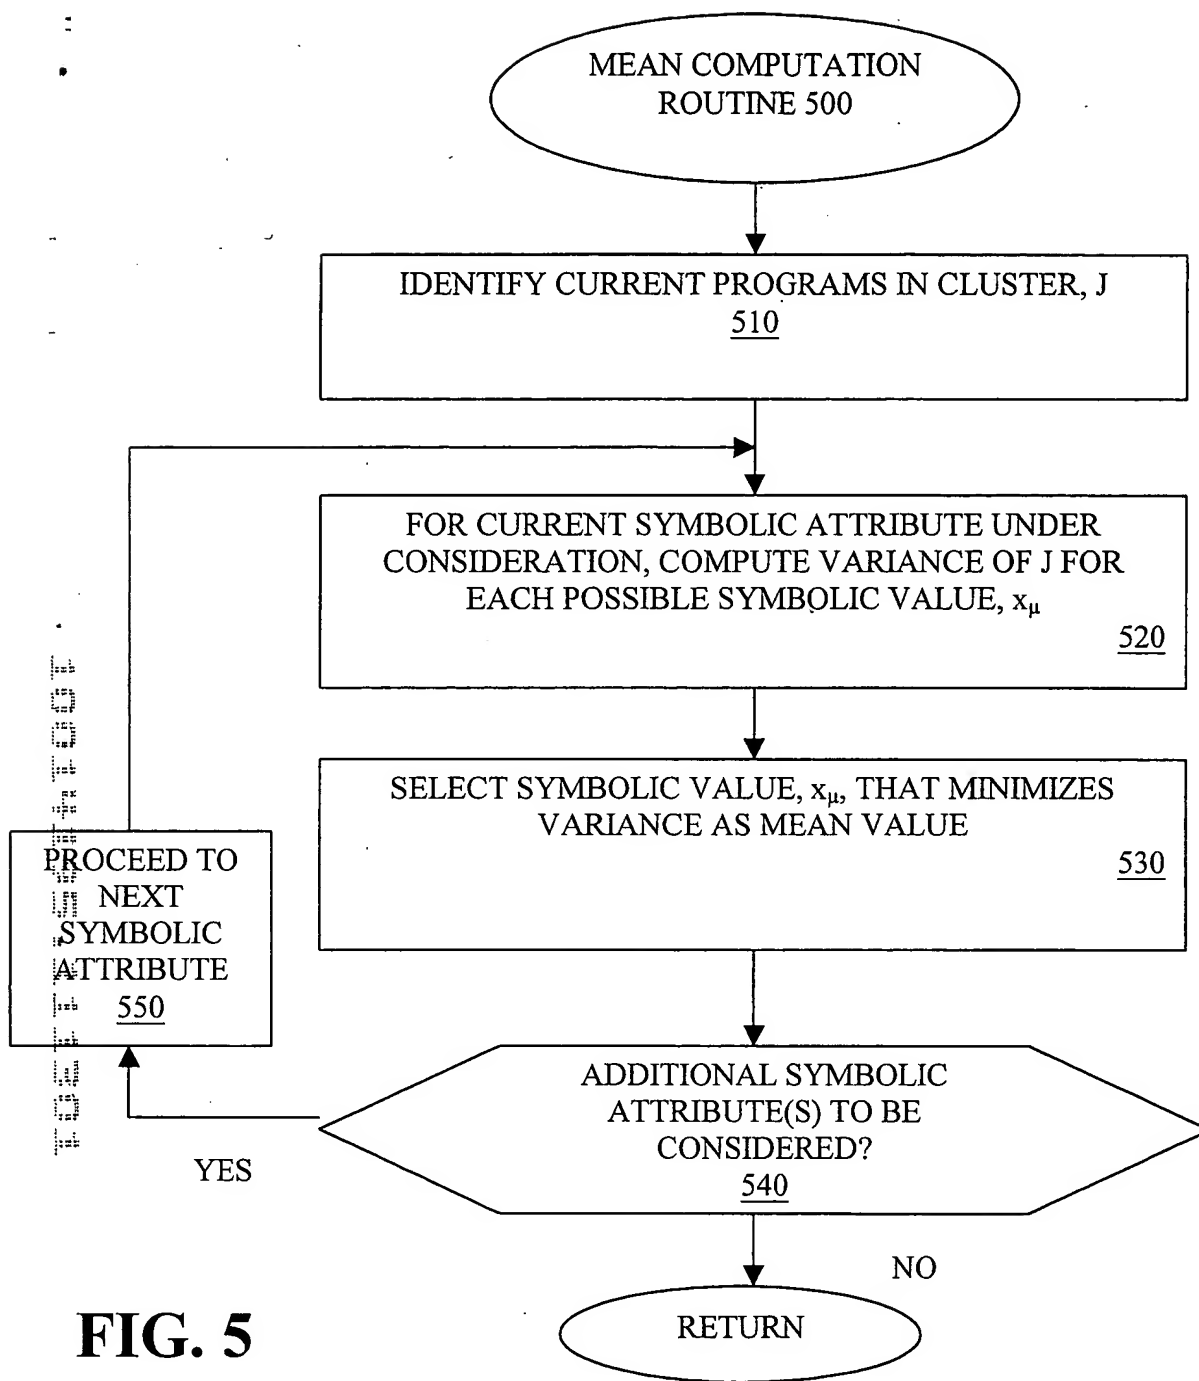 MEAN COMPUTATION
ROUTINE 500
IDENTIFY CURRENT PROGRAMS IN CLUSTER, J
510
FOR CURRENT SYMBOLIC ATTRIBUTE UNDER
CONSIDERATION, COMPUTE VARIANCE OF J FOR
EACH POSSIBLE SYMBOLIC VALUE, xμ
520
SELECT SYMBOLIC VALUE, xμ, THAT MINIMIZES
VARIANCE AS MEAN VALUE
530
PROCEED TO
NEXT
SYMBOLIC
ATTRIBUTE
550
ADDITIONAL SYMBOLIC
ATTRIBUTE(S) TO BE
CONSIDERED?
540
YES
NO
RETURN
FIG. 5